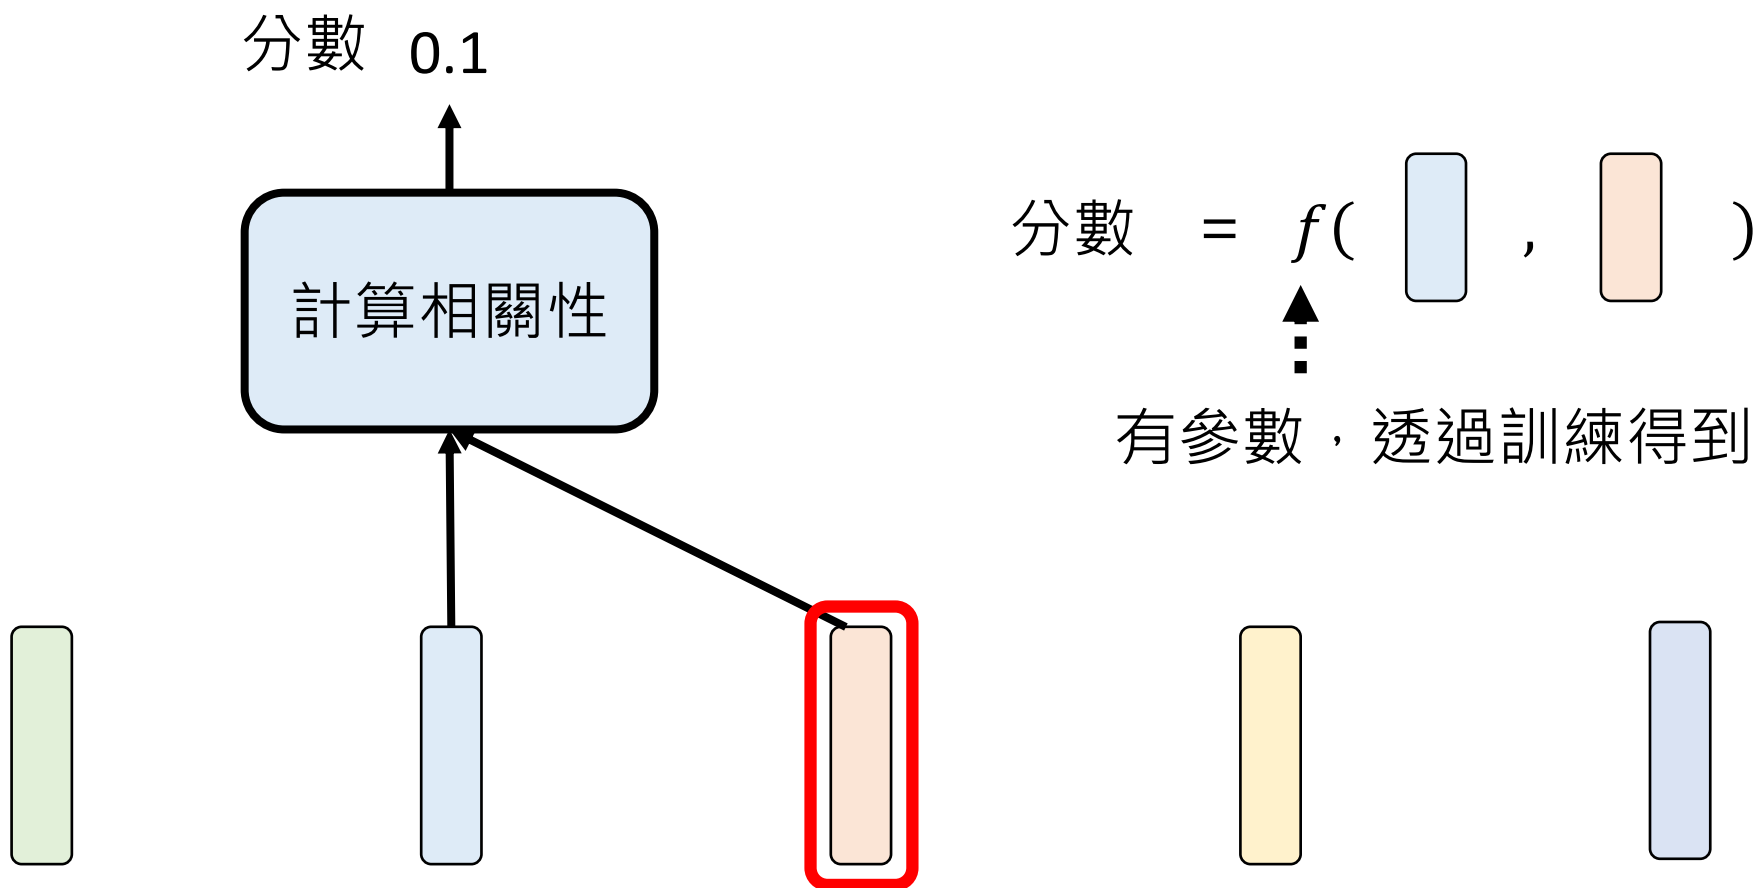 分數 0.1
計算相關性
分數 = f( , )
有參數，透過訓練得到